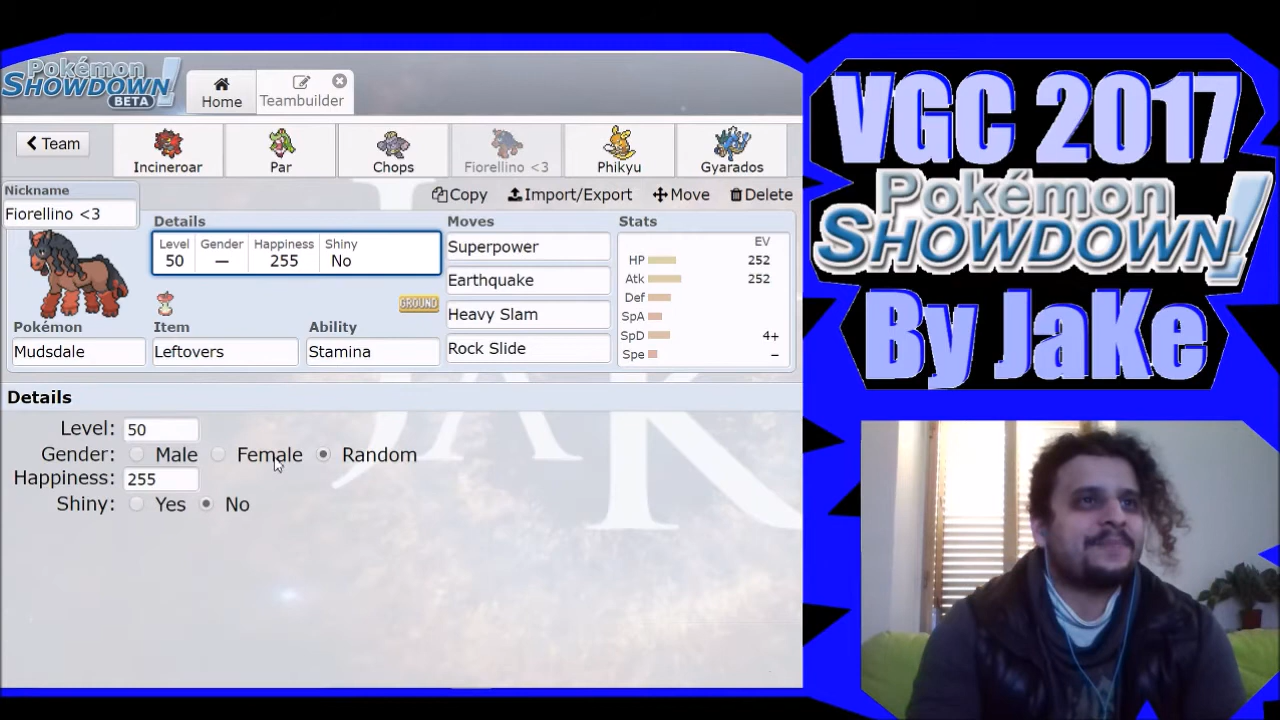 Pokémon
SHOWDOWN!
BETA
Home
Teambuilder
Team
Incineroar
Par
Chops
Fiorellino <3
Phikyu
Gyarados
Nickname
Fiorellino <3
Copy
Import/Export
Move
Delete
Details
Level
50
Gender
—
Happiness
255
Shiny
No
GROUND
Pokémon
Mudsdale
Item
Leftovers
Ability
Stamina
Moves
Superpower
Earthquake
Heavy Slam
Rock Slide
Stats
EV
HP 252
Atk 252
Def
SpA
SpD 4+
Spe –
Details
Level: 50
Gender: Male Female Random
Happiness: 255
Shiny: Yes No
VGC 2017
Pokémon
SHOWDOWN!
By JaKe